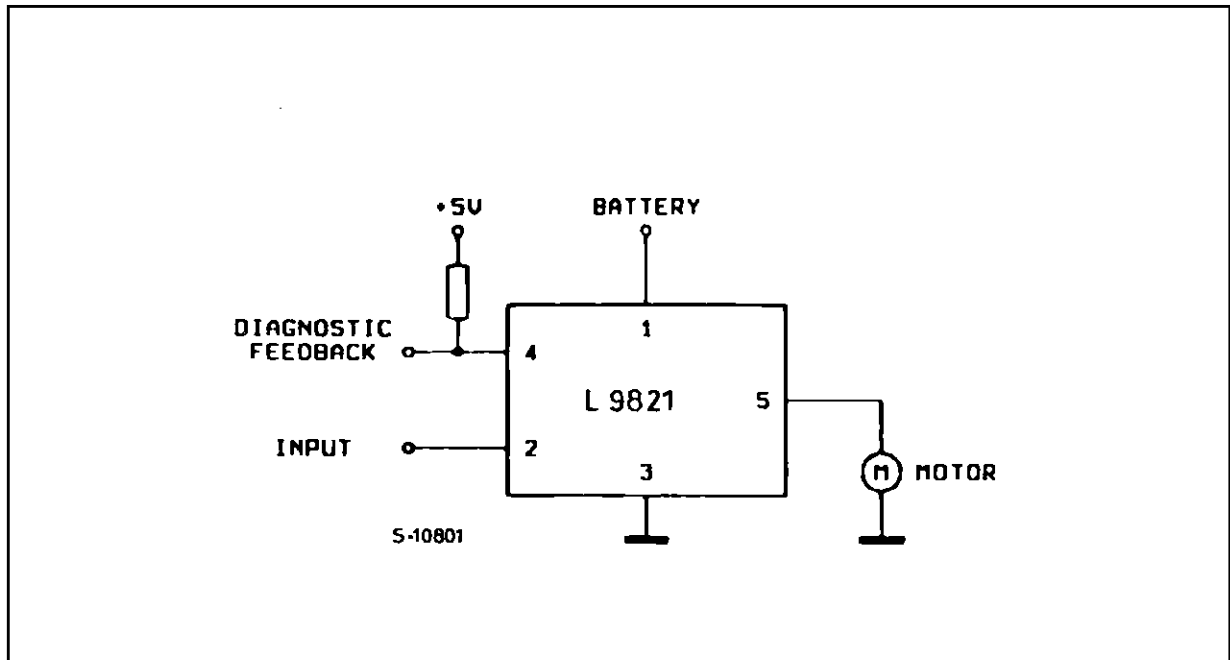 +5V
BATTERY
DIAGNOSTIC
FEEDBACK
4
1
L 9821
5
INPUT
2
3
M
MOTOR
S-10801